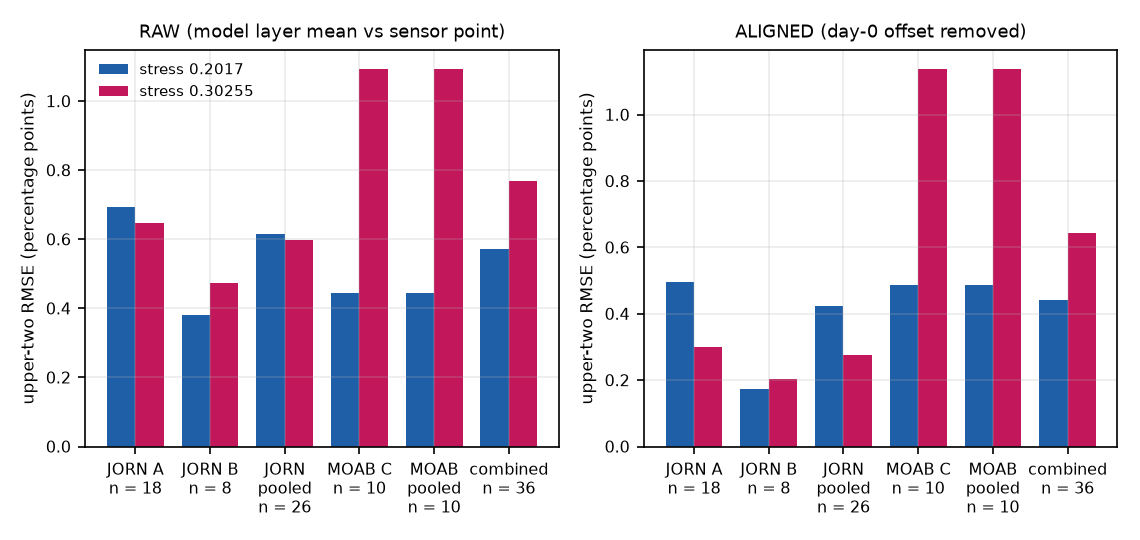 RAW (model layer mean vs sensor point)
upper-two RMSE (percentage points)
1.0
0.8
0.6
0.4
0.2
0.0
stress 0.2017
stress 0.30255
JORN A
n = 18
JORN B
n = 8
JORN
pooled
n = 26
MOAB C
n = 10
MOAB
pooled
n = 10
combined
n = 36
ALIGNED (day-0 offset removed)
upper-two RMSE (percentage points)
1.0
0.8
0.6
0.4
0.2
0.0
JORN A
n = 18
JORN B
n = 8
JORN
pooled
n = 26
MOAB C
n = 10
MOAB
pooled
n = 10
combined
n = 36